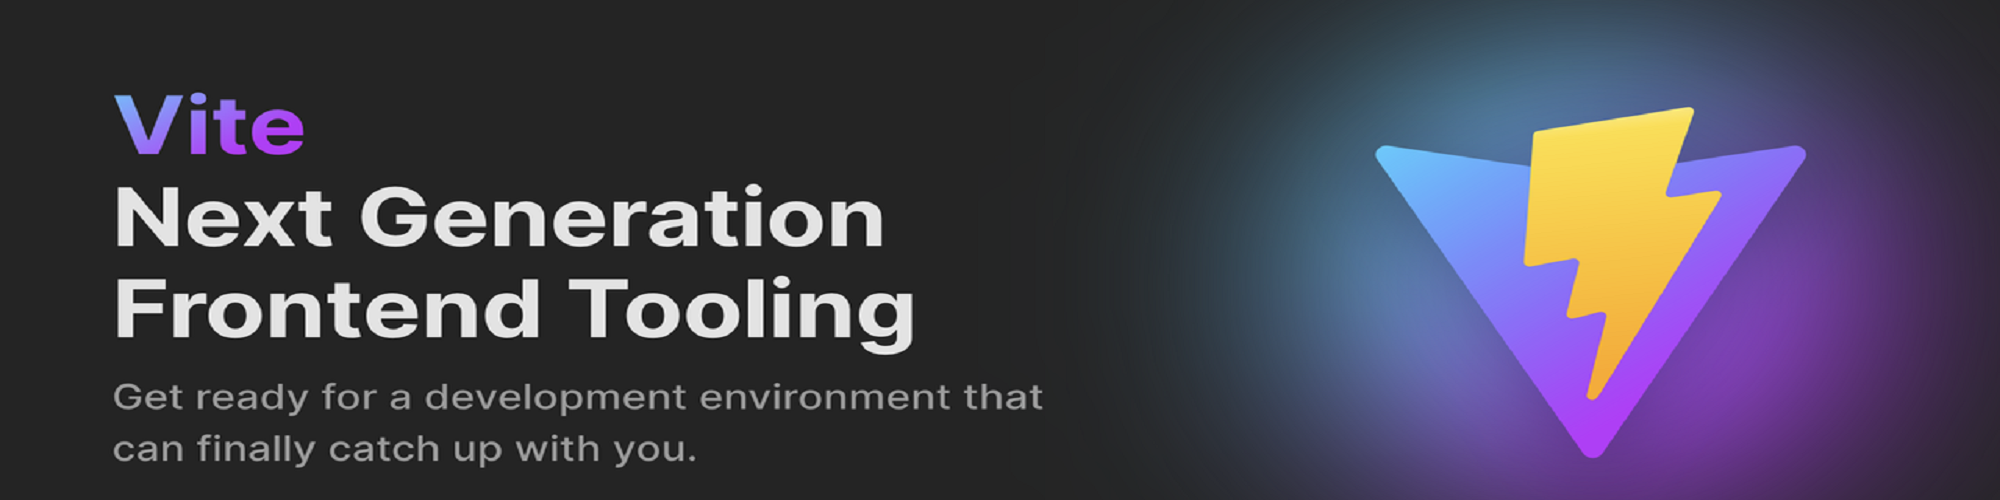 Vite
Next Generation
Frontend Tooling
Get ready for a development environment that
can finally catch up with you.